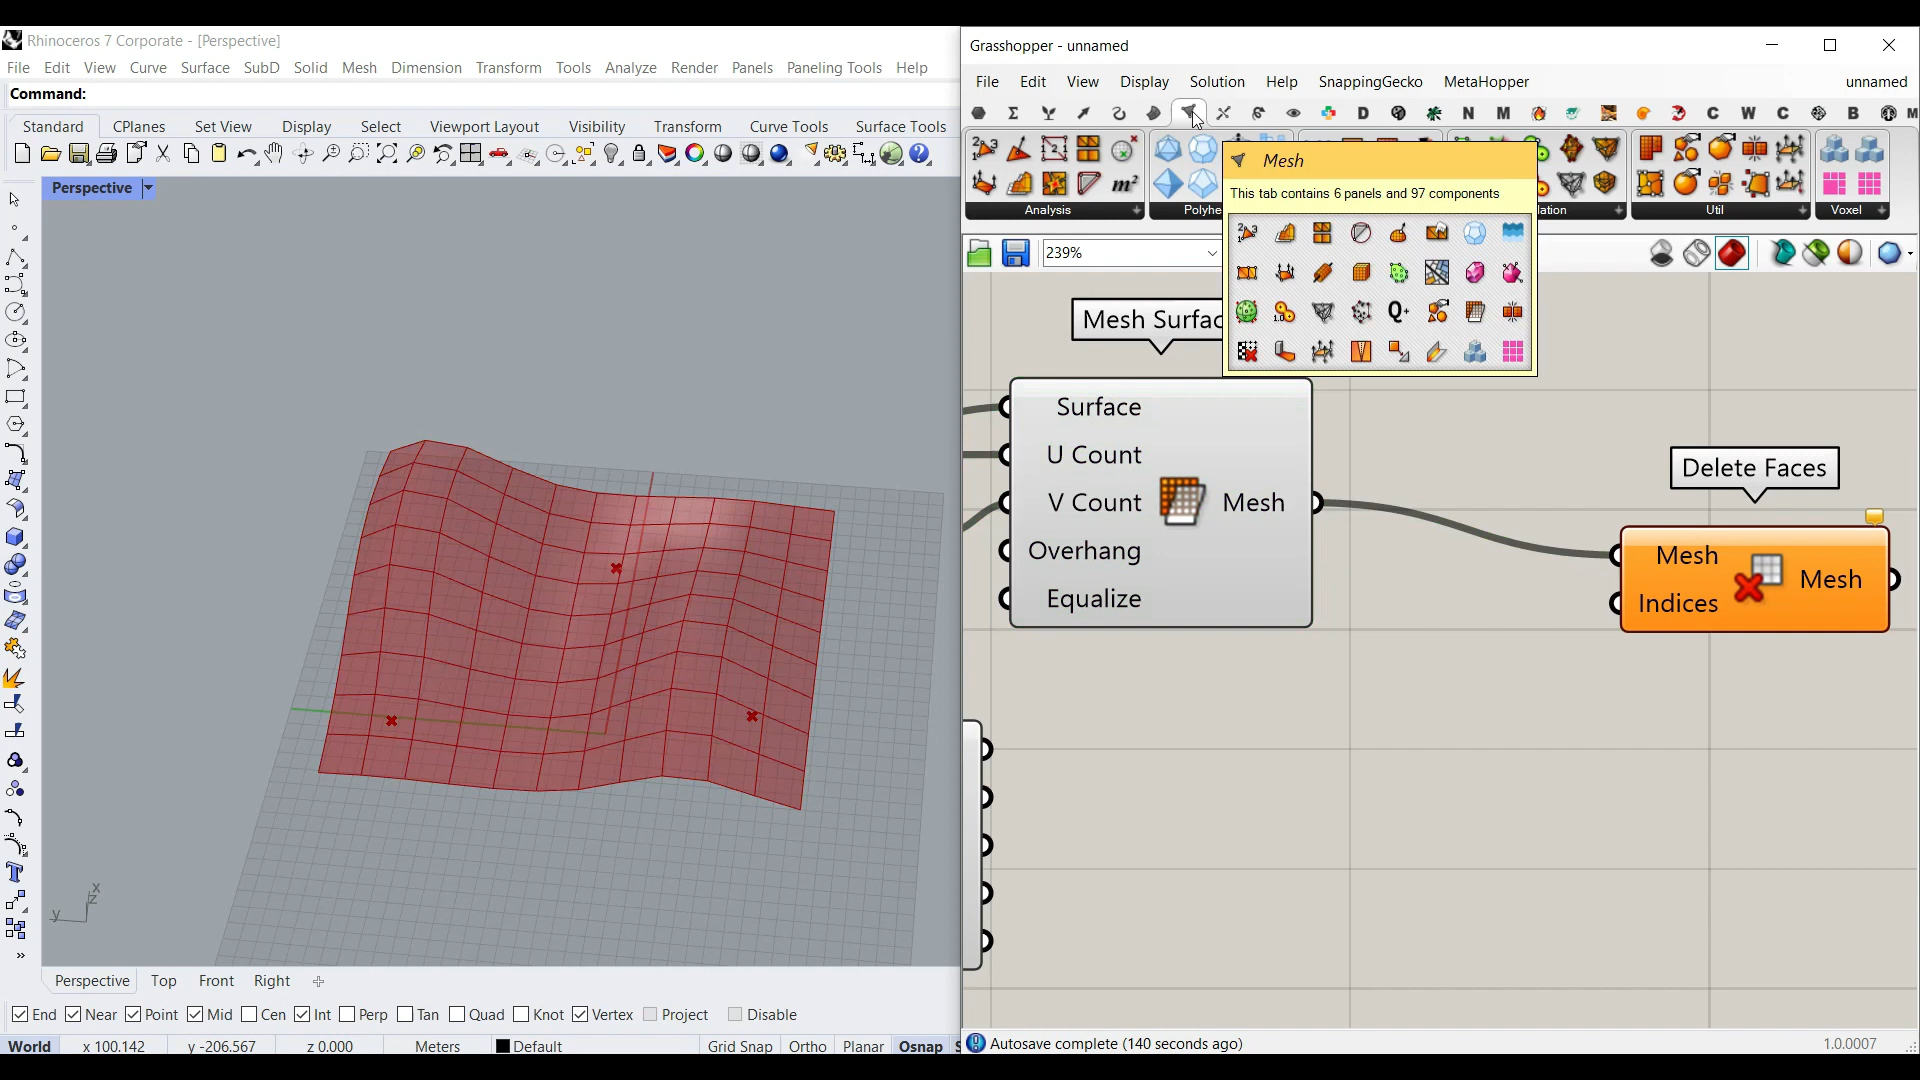 Rhinoceros 7 Corporate - [Perspective]
File Edit View Curve Surface SubD Solid Mesh Dimension Transform Tools Analyze Render Panels Paneling Tools Help
Command:
Standard CPlanes Set View Display Select Viewport Layout Visibility Transform Curve Tools Surface Tools
Perspective
x
z
y
Perspective Top Front Right
End Near Point Mid Cen Int Perp Tan Quad Knot Vertex Project Disable
World x 100.142 y -206.567 z 0.000 Meters Default Grid Snap Ortho Planar Osnap S
Grasshopper - unnamed
File Edit View Display Solution Help SnappingGecko MetaHopper unnamed
D N M C W C B M
m²
Analysis Polyhe lation Util Voxel
Mesh
This tab contains 6 panels and 97 components
Q+
239%
Mesh Surfac
Surface
U Count
V Count
Mesh
Overhang
Equalize
Delete Faces
Mesh
Indices
Mesh
Autosave complete (140 seconds ago) 1.0.0007